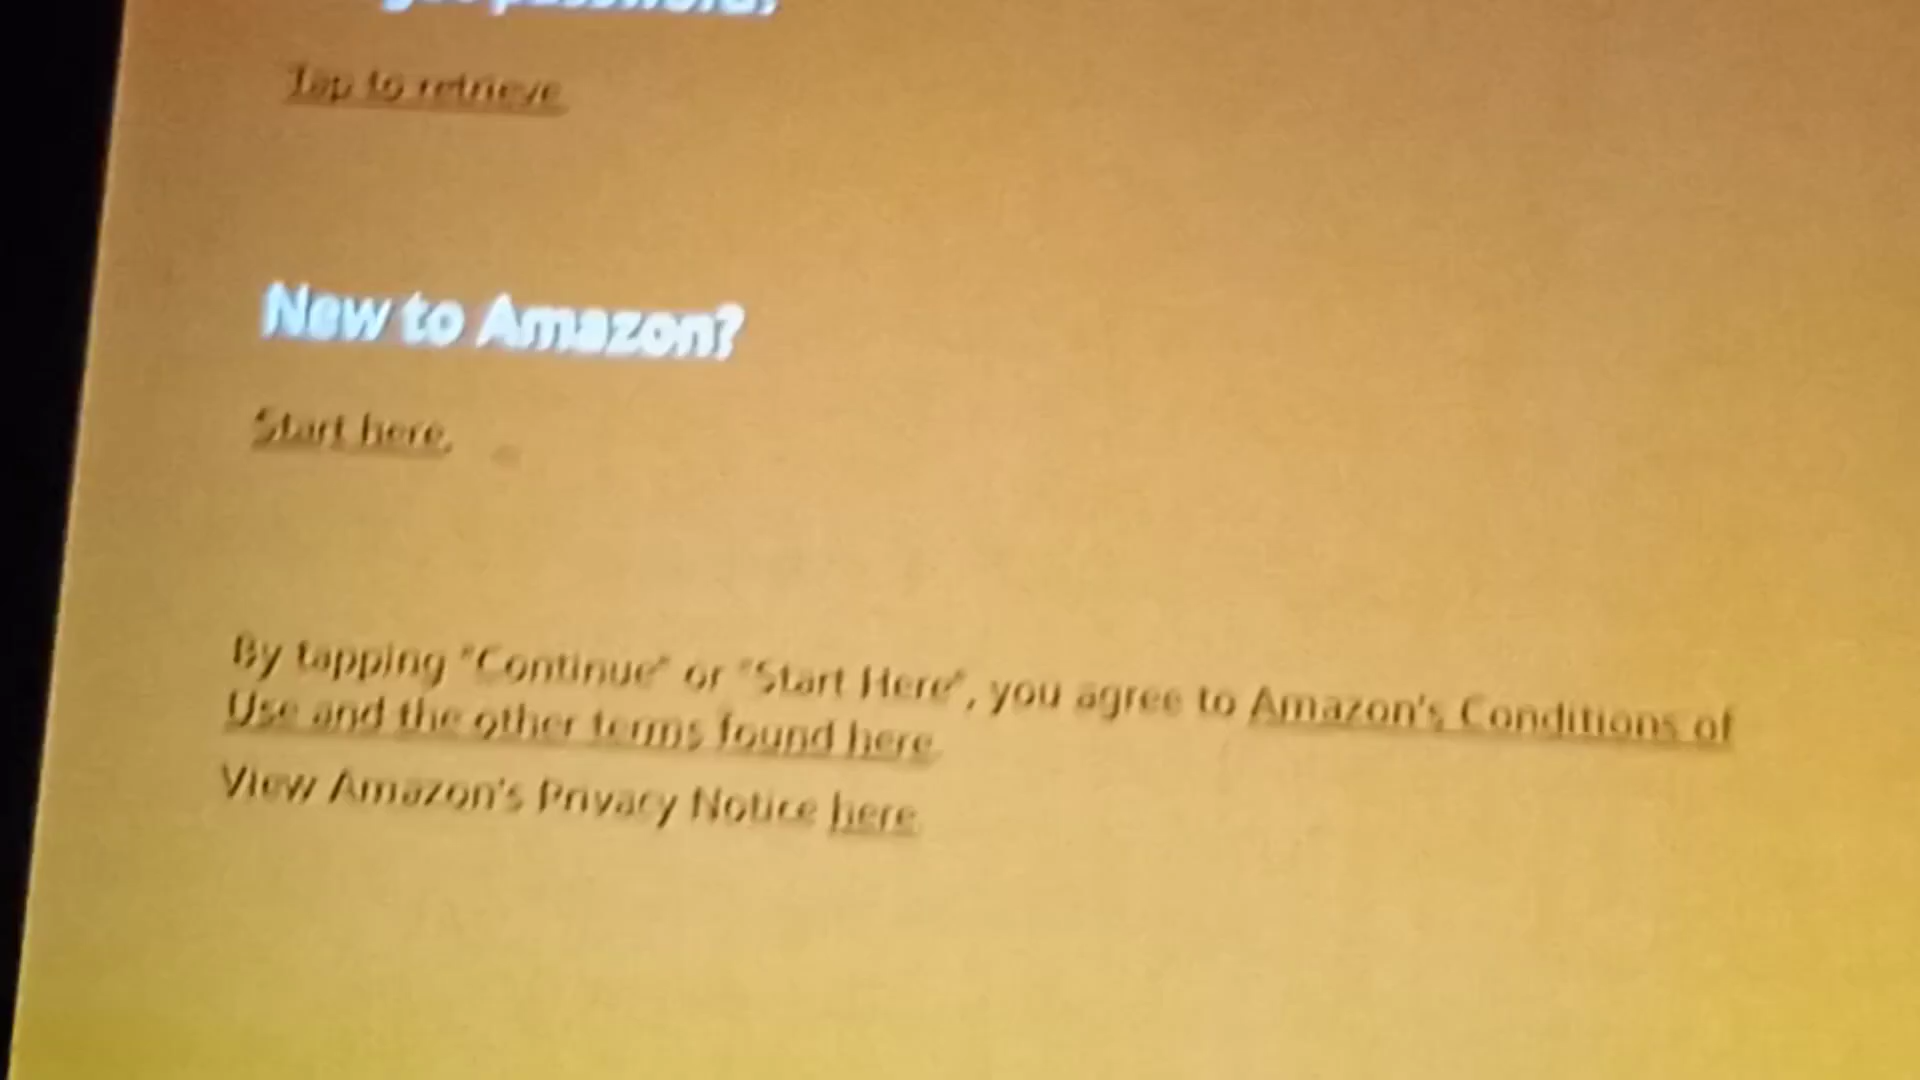 password?
Tap to retrieve
New to Amazon?
Start here.
By tapping "Continue" or "Start Here", you agree to Amazon's Conditions of
Use and the other terms found here
View Amazon's Privacy Notice here